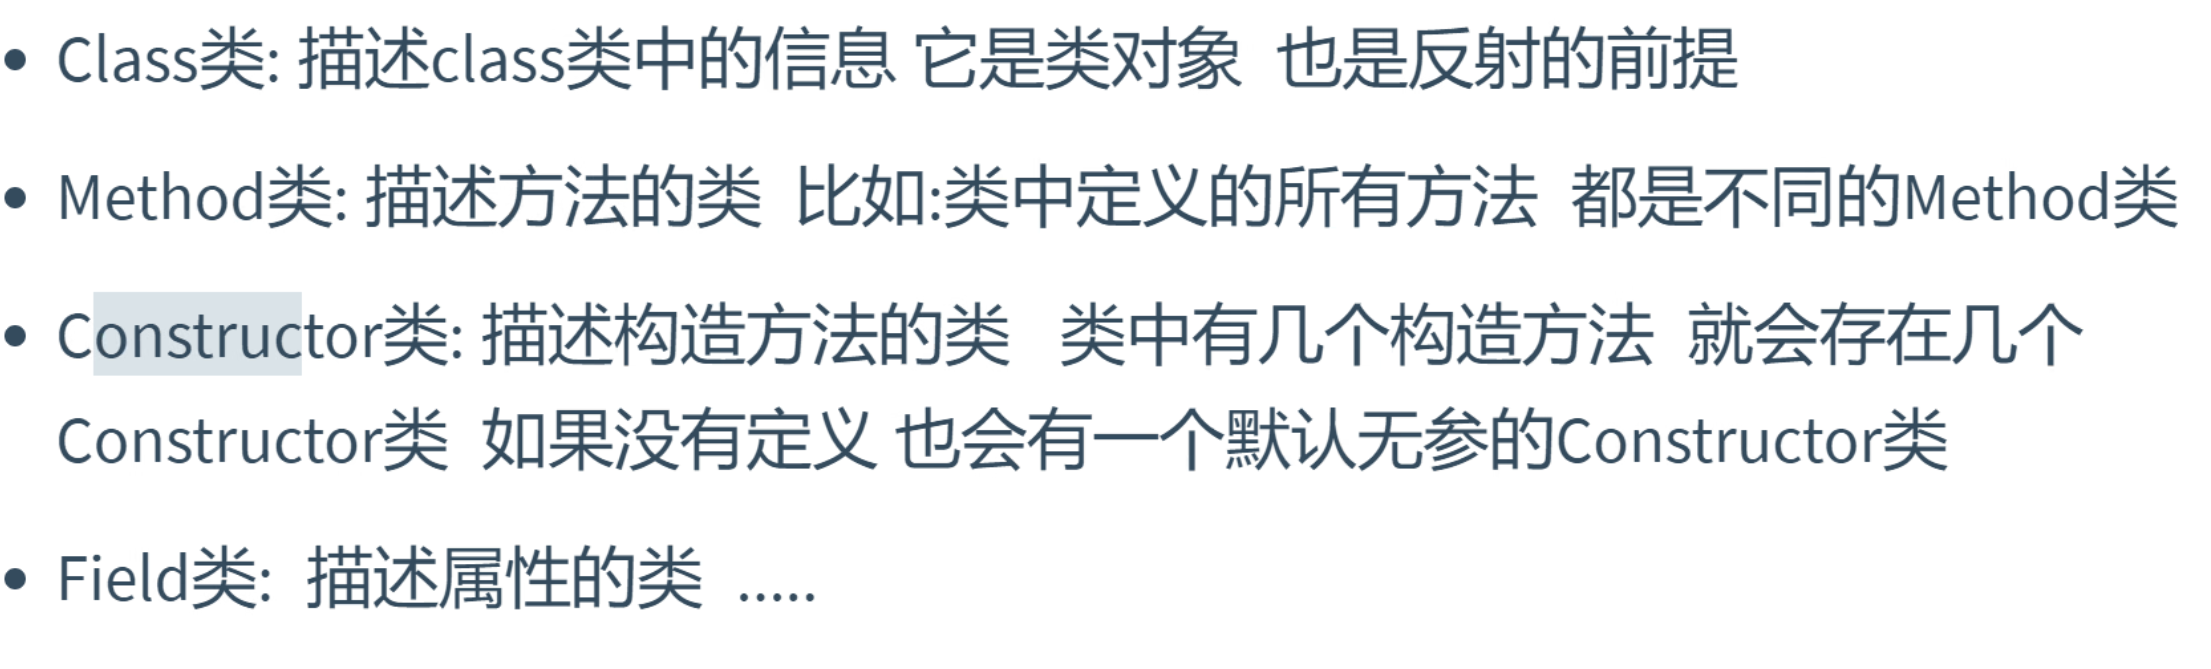 • Class类: 描述class类中的信息 它是类对象  也是反射的前提
• Method类: 描述方法的类  比如:类中定义的所有方法  都是不同的Method类
• Constructor类: 描述构造方法的类   类中有几个构造方法  就会存在几个
Constructor类  如果没有定义 也会有一个默认无参的Constructor类
• Field类:  描述属性的类  .....